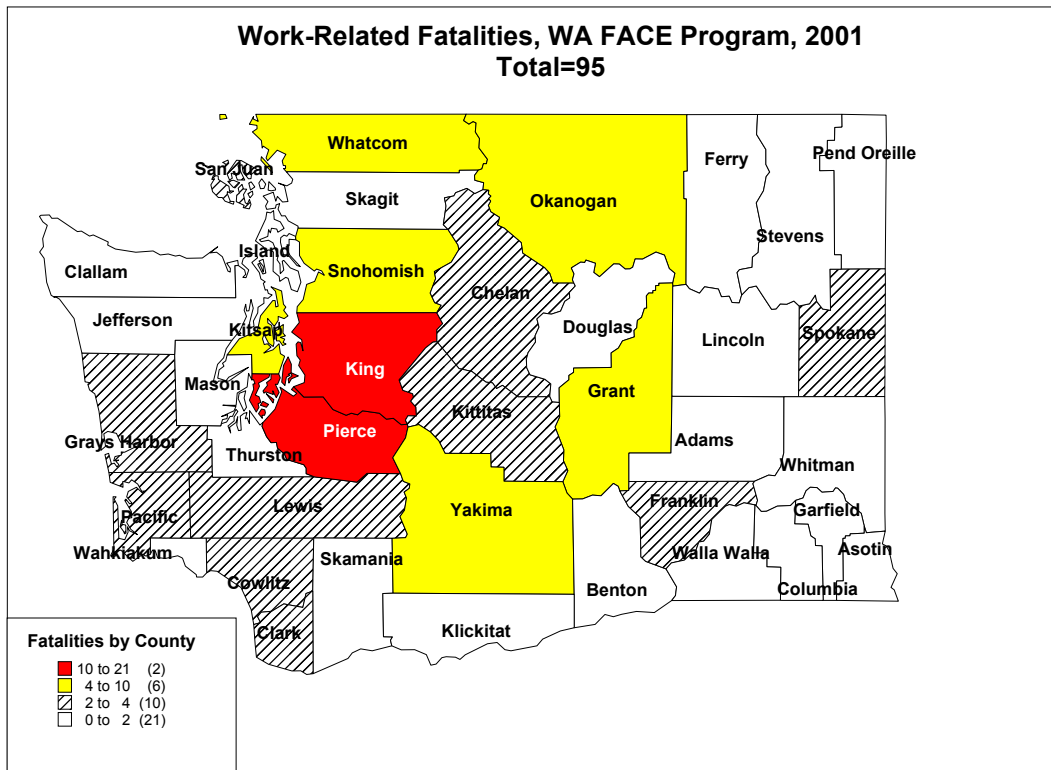 Work-Related Fatalities, WA FACE Program, 2001
Total=95
Whatcom
San Juan
Skagit
Okanogan
Ferry
Pend Oreille
Stevens
Island
Clallam
Snohomish
Chelan
Jefferson
Kitsap
Douglas
Spokane
Lincoln
Mason
King
Grant
Kittitas
Pierce
Grays Harbor
Thurston
Adams
Whitman
Lewis
Yakima
Franklin
Garfield
Pacific
Wahkiakum
Skamania
Walla Walla
Asotin
Cowlitz
Benton
Columbia
Clark
Klickitat
Fatalities by County
10 to 21 (2)
4 to 10 (6)
2 to 4 (10)
0 to 2 (21)